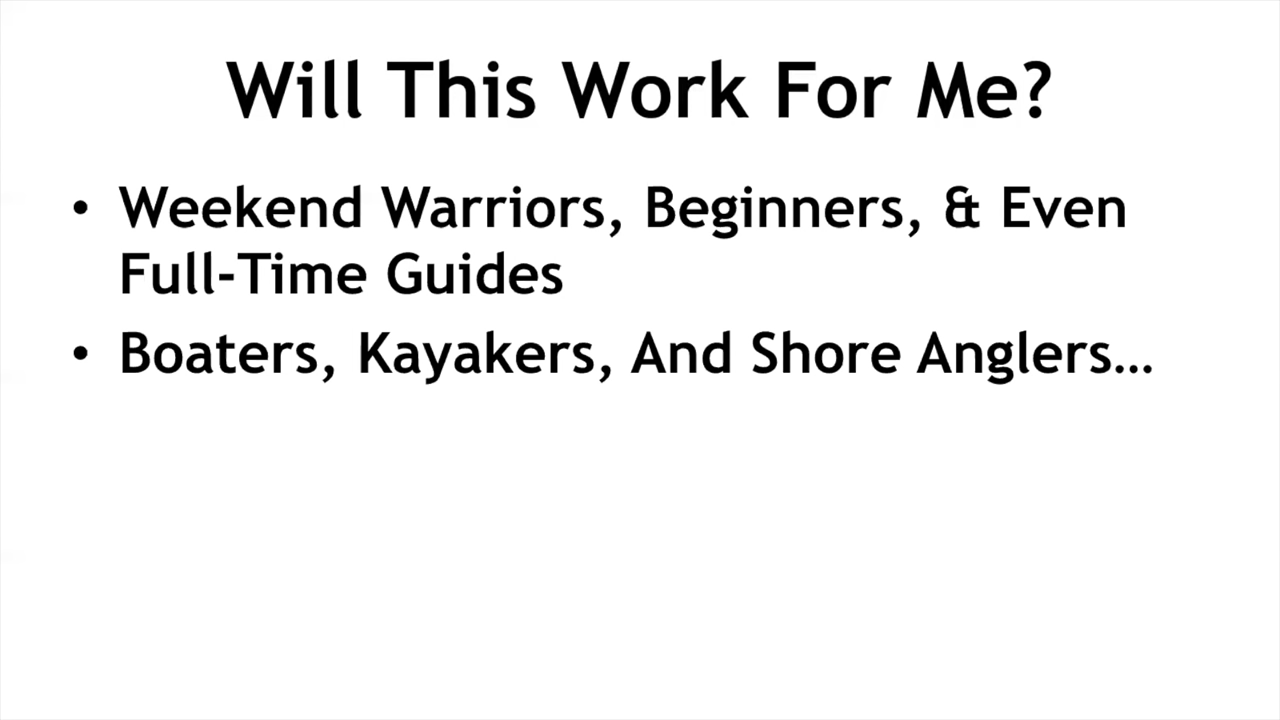 Will This Work For Me?
• Weekend Warriors, Beginners, & Even
Full-Time Guides
• Boaters, Kayakers, And Shore Anglers...